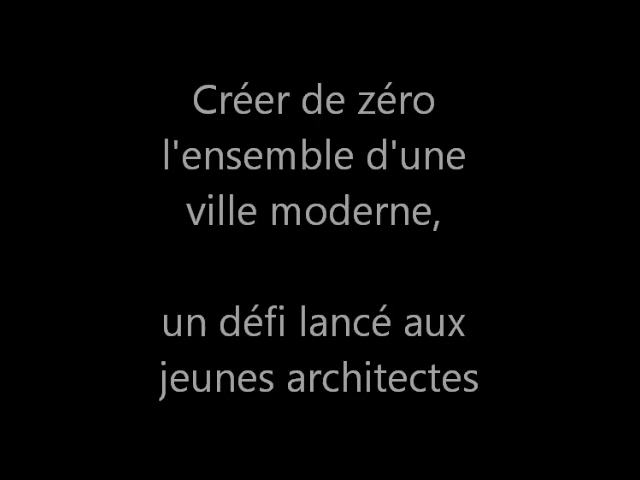 Créer de zéro
l'ensemble d'une
ville moderne,
un défi lancé aux
jeunes architectes